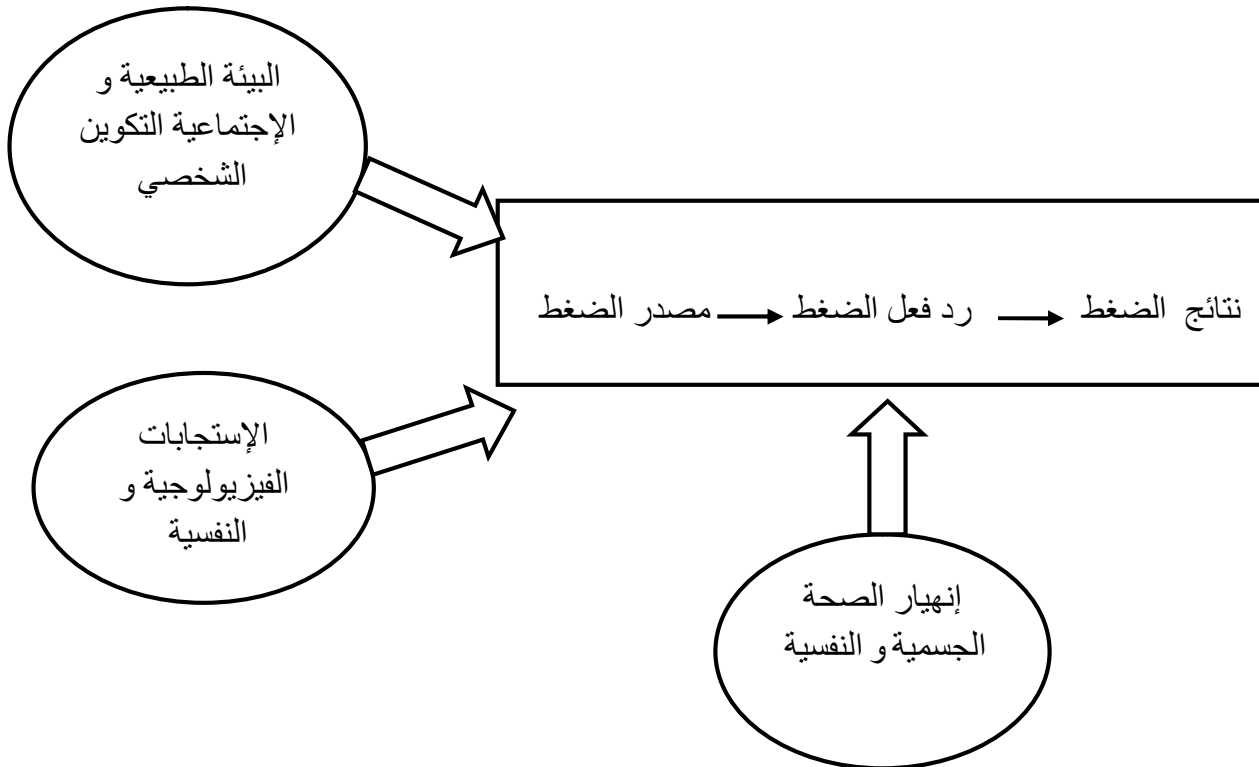 البيئة الطبيعية و
الإجتماعية التكوين
الشخصي
مصدر الضغط
رد فعل الضغط
نتائج الضغط
الإستجابات
الفيزيولوجية و
النفسية
إنهيار الصحة
الجسمية و النفسية